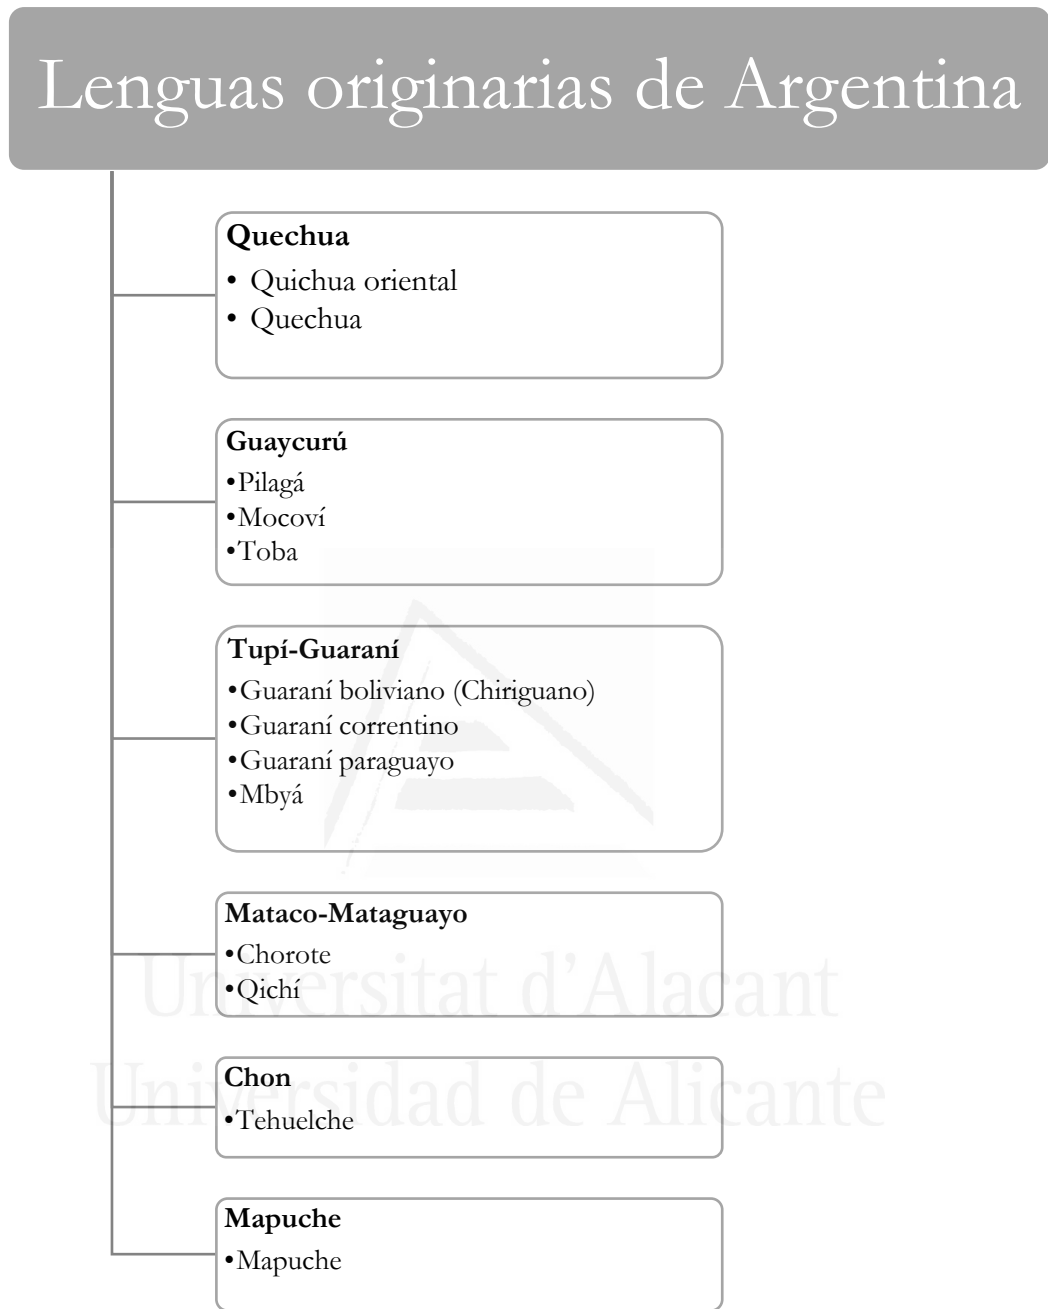 Lenguas originarias de Argentina
Quechua
• Quichua oriental
• Quechua
Guaycurú
•Pilagá
•Mocoví
•Toba
Tupí-Guaraní
•Guaraní boliviano (Chiriguano)
•Guaraní correntino
•Guaraní paraguayo
•Mbyá
Mataco-Mataguayo
•Chorote
•Qichí
Universitat d'Alacant
Chon
Universidad de Alicante
•Tehuelche
Mapuche
•Mapuche